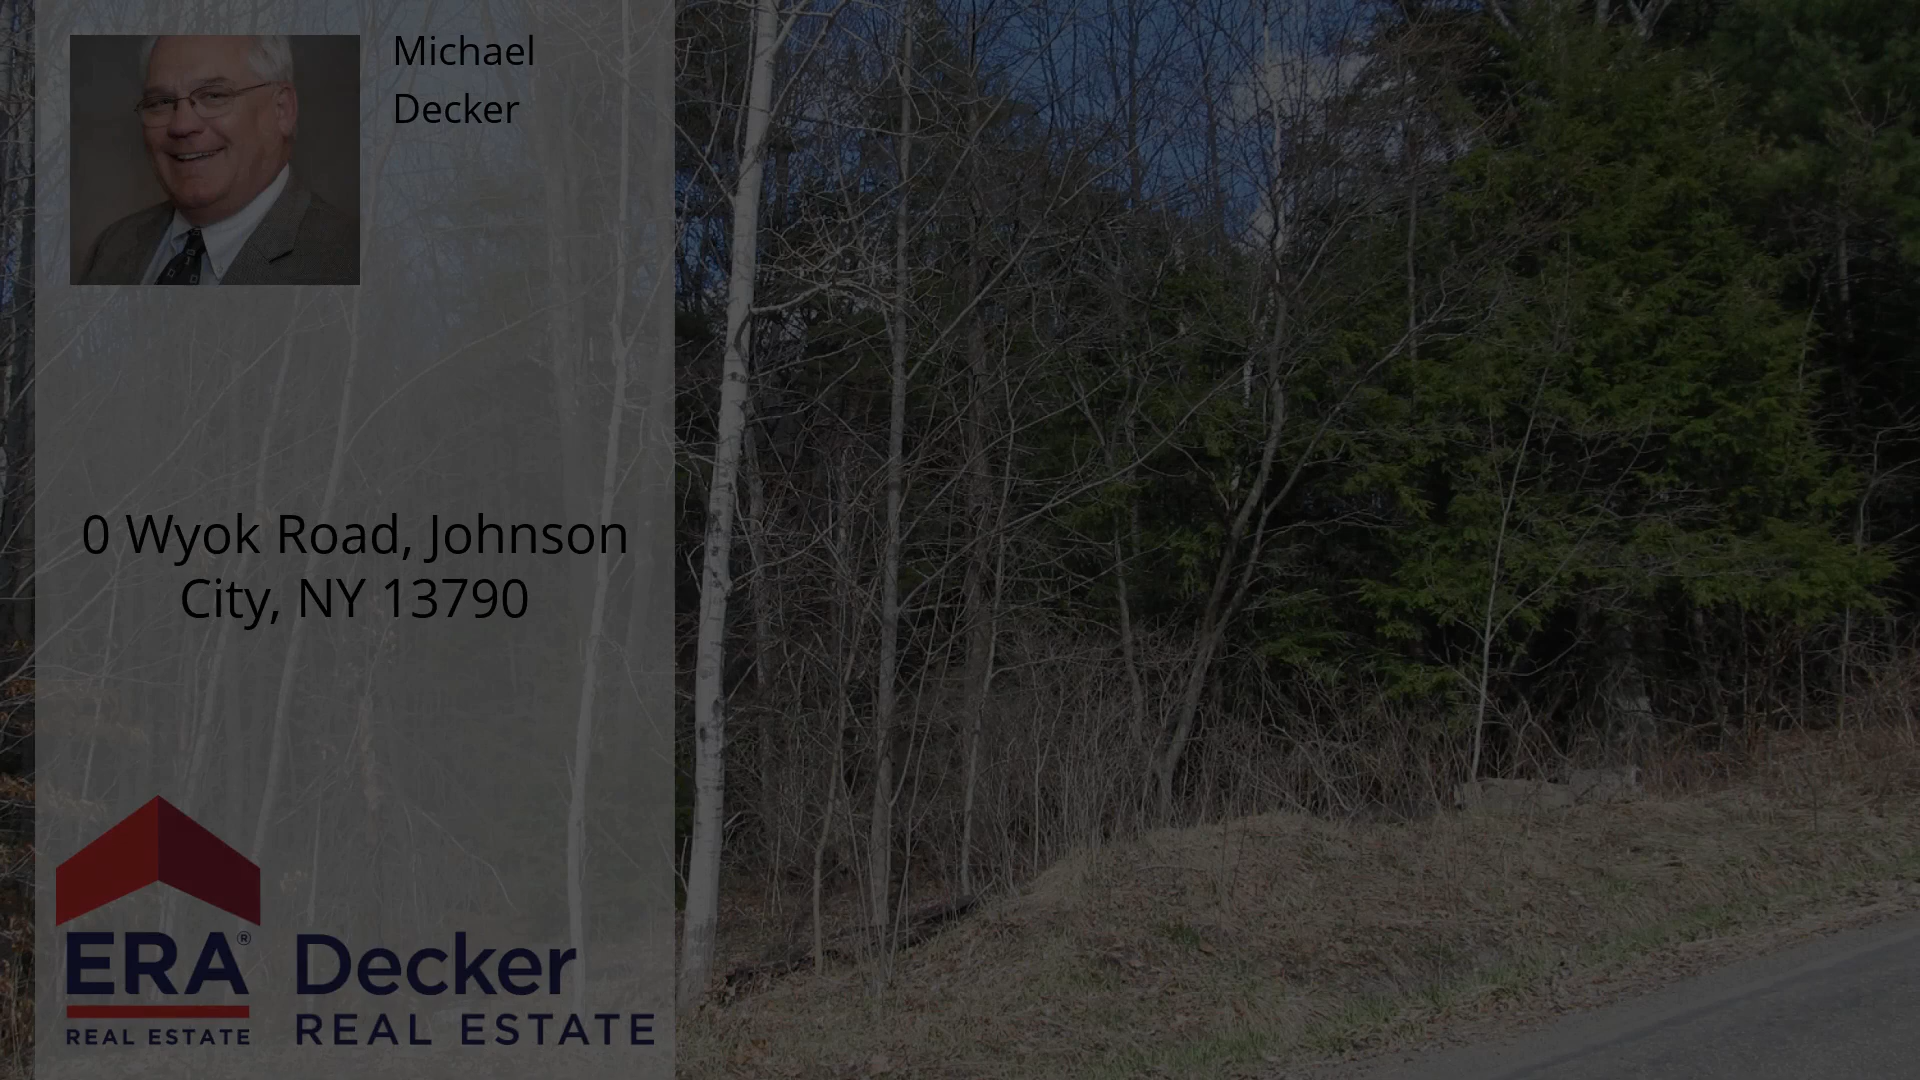 Michael
Decker
0 Wyok Road, Johnson
City, NY 13790
ERA®
REAL ESTATE
Decker
REAL ESTATE